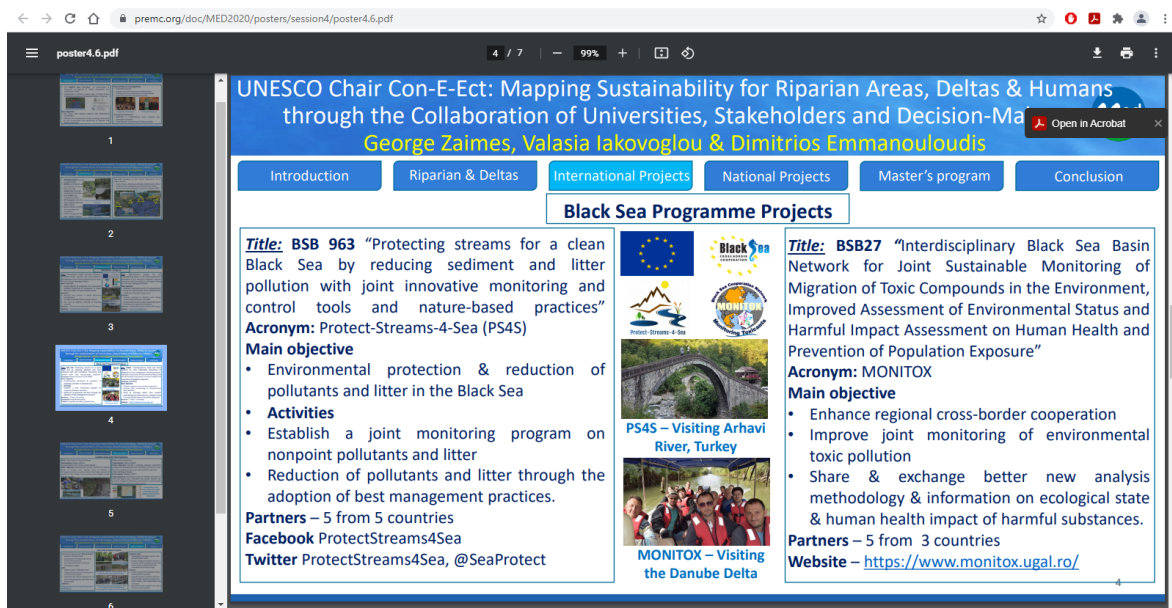 premc.org/doc/MED2020/posters/session4/poster4.6.pdf
poster4.6.pdf
4 / 7
99%
1
2
3
4
5
6
UNESCO Chair Con-E-Ect: Mapping Sustainability for Riparian Areas, Deltas & Humans
through the Collaboration of Universities, Stakeholders and Decision-Ma
Open in Acrobat
George Zaimes, Valasia Iakovoglou & Dimitrios Emmanouloudis
Introduction
Riparian & Deltas
International Projects
National Projects
Master's program
Conclusion
Black Sea Programme Projects
Title: BSB 963 “Protecting streams for a clean
Black Sea by reducing sediment and litter
pollution with joint innovative monitoring and
control tools and nature-based practices”
Acronym: Protect-Streams-4-Sea (PS4S)
Main objective
• Environmental protection & reduction of
pollutants and litter in the Black Sea
• Activities
• Establish a joint monitoring program on
nonpoint pollutants and litter
• Reduction of pollutants and litter through the
adoption of best management practices.
Partners – 5 from 5 countries
Facebook ProtectStreams4Sea
Twitter ProtectStreams4Sea, @SeaProtect
Black Sea
CROSS BORDER
COOPERATION
Protect-Streams-4-Sea
MONITOX
PS4S – Visiting Arhavi
River, Turkey
MONITOX – Visiting
the Danube Delta
Title: BSB27 “Interdisciplinary Black Sea Basin
Network for Joint Sustainable Monitoring of
Migration of Toxic Compounds in the Environment,
Improved Assessment of Environmental Status and
Harmful Impact Assessment on Human Health and
Prevention of Population Exposure”
Acronym: MONITOX
Main objective
• Enhance regional cross-border cooperation
• Improve joint monitoring of environmental
toxic pollution
• Share & exchange better new analysis
methodology & information on ecological state
& human health impact of harmful substances.
Partners – 5 from 3 countries
Website – https://www.monitox.ugal.ro/
4